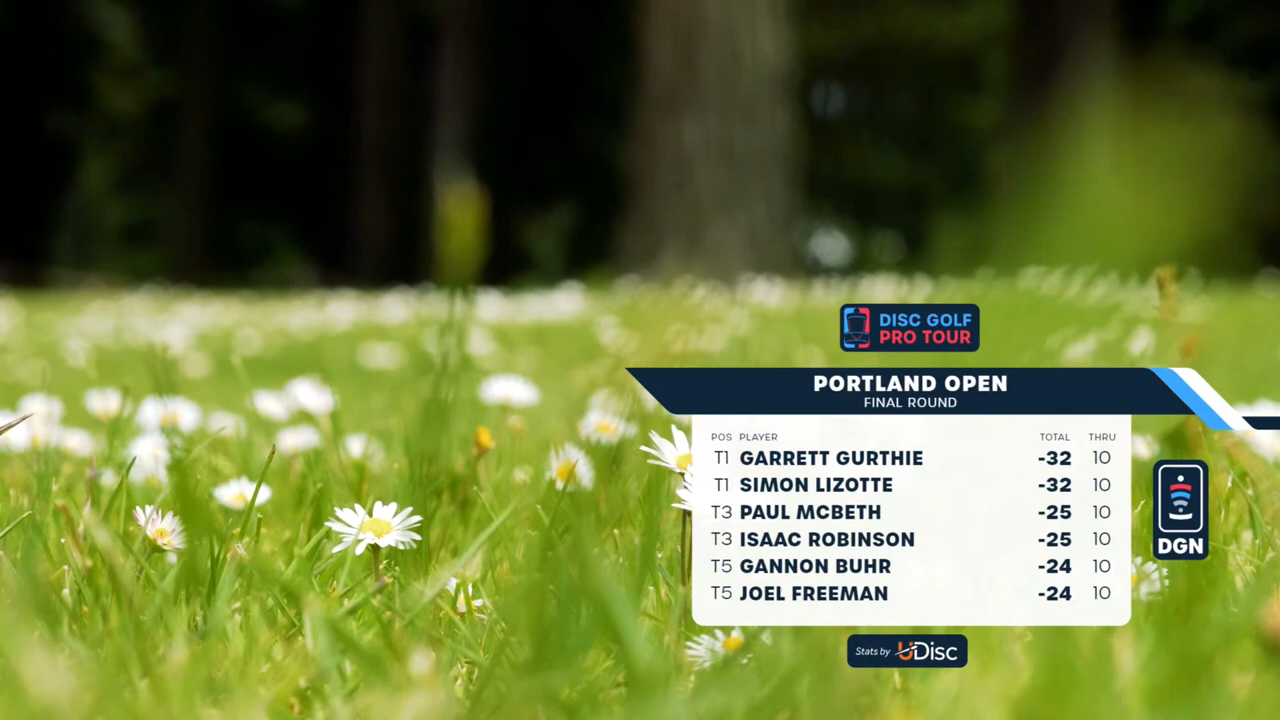 DISC GOLF
PRO TOUR
PORTLAND OPEN
FINAL ROUND
POS PLAYER TOTAL THRU
T1 GARRETT GURTHIE -32 10
T1 SIMON LIZOTTE -32 10
T3 PAUL MCBETH -25 10
T3 ISAAC ROBINSON -25 10
T5 GANNON BUHR -24 10
T5 JOEL FREEMAN -24 10
DGN
Stats by UDisc